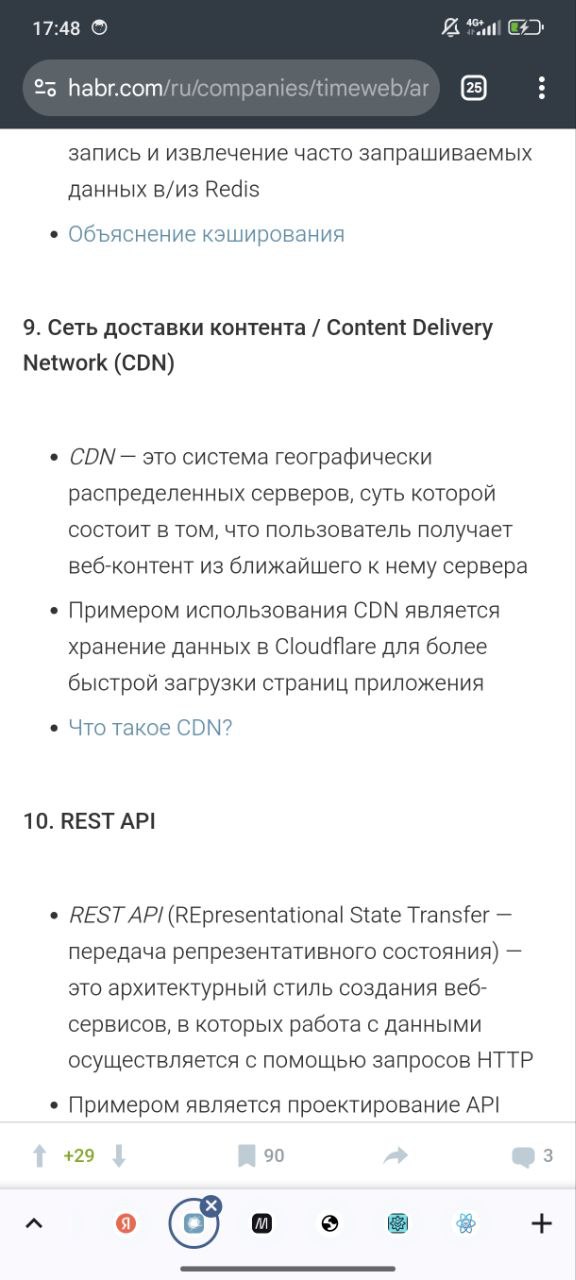 17:48
4G+
habr.com/ru/companies/timeweb/ar
25
запись и извлечение часто запрашиваемых
данных в/из Redis
• Объяснение кэширования
9. Сеть доставки контента / Content Delivery
Network (CDN)
• CDN — это система географически
распределенных серверов, суть которой
состоит в том, что пользователь получает
веб-контент из ближайшего к нему сервера
• Примером использования CDN является
хранение данных в Cloudflare для более
быстрой загрузки страниц приложения
• Что такое CDN?
10. REST API
• REST API (REpresentational State Transfer —
передача репрезентативного состояния) —
это архитектурный стиль создания веб-
сервисов, в которых работа с данными
осуществляется с помощью запросов HTTP
• Примером является проектирование API
+29
90
3
Я
M